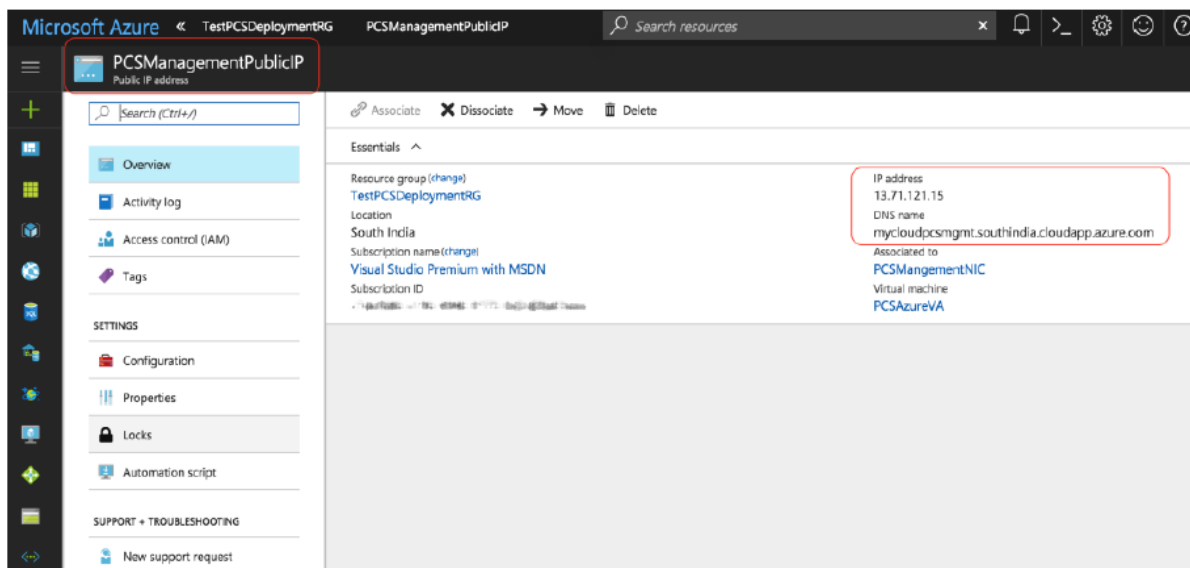 Microsoft Azure « TestPCSDeploymentRG PCSManagementPublicIP Search resources
PCSManagementPublicIP
Public IP address
Search (Ctrl+/)
Overview
Activity log
Access control (IAM)
Tags
SETTINGS
Configuration
Properties
Locks
Automation script
SUPPORT + TROUBLESHOOTING
New support request
Associate Dissociate Move Delete
Essentials
Resource group (change)
TestPCSDeploymentRG
Location
South India
Subscription name (change)
Visual Studio Premium with MSDN
Subscription ID
IP address
13.71.121.15
DNS name
mycloudpcsmgmt.southindia.cloudapp.azure.com
Associated to
PCSMangementNIC
Virtual machine
PCSAzureVA